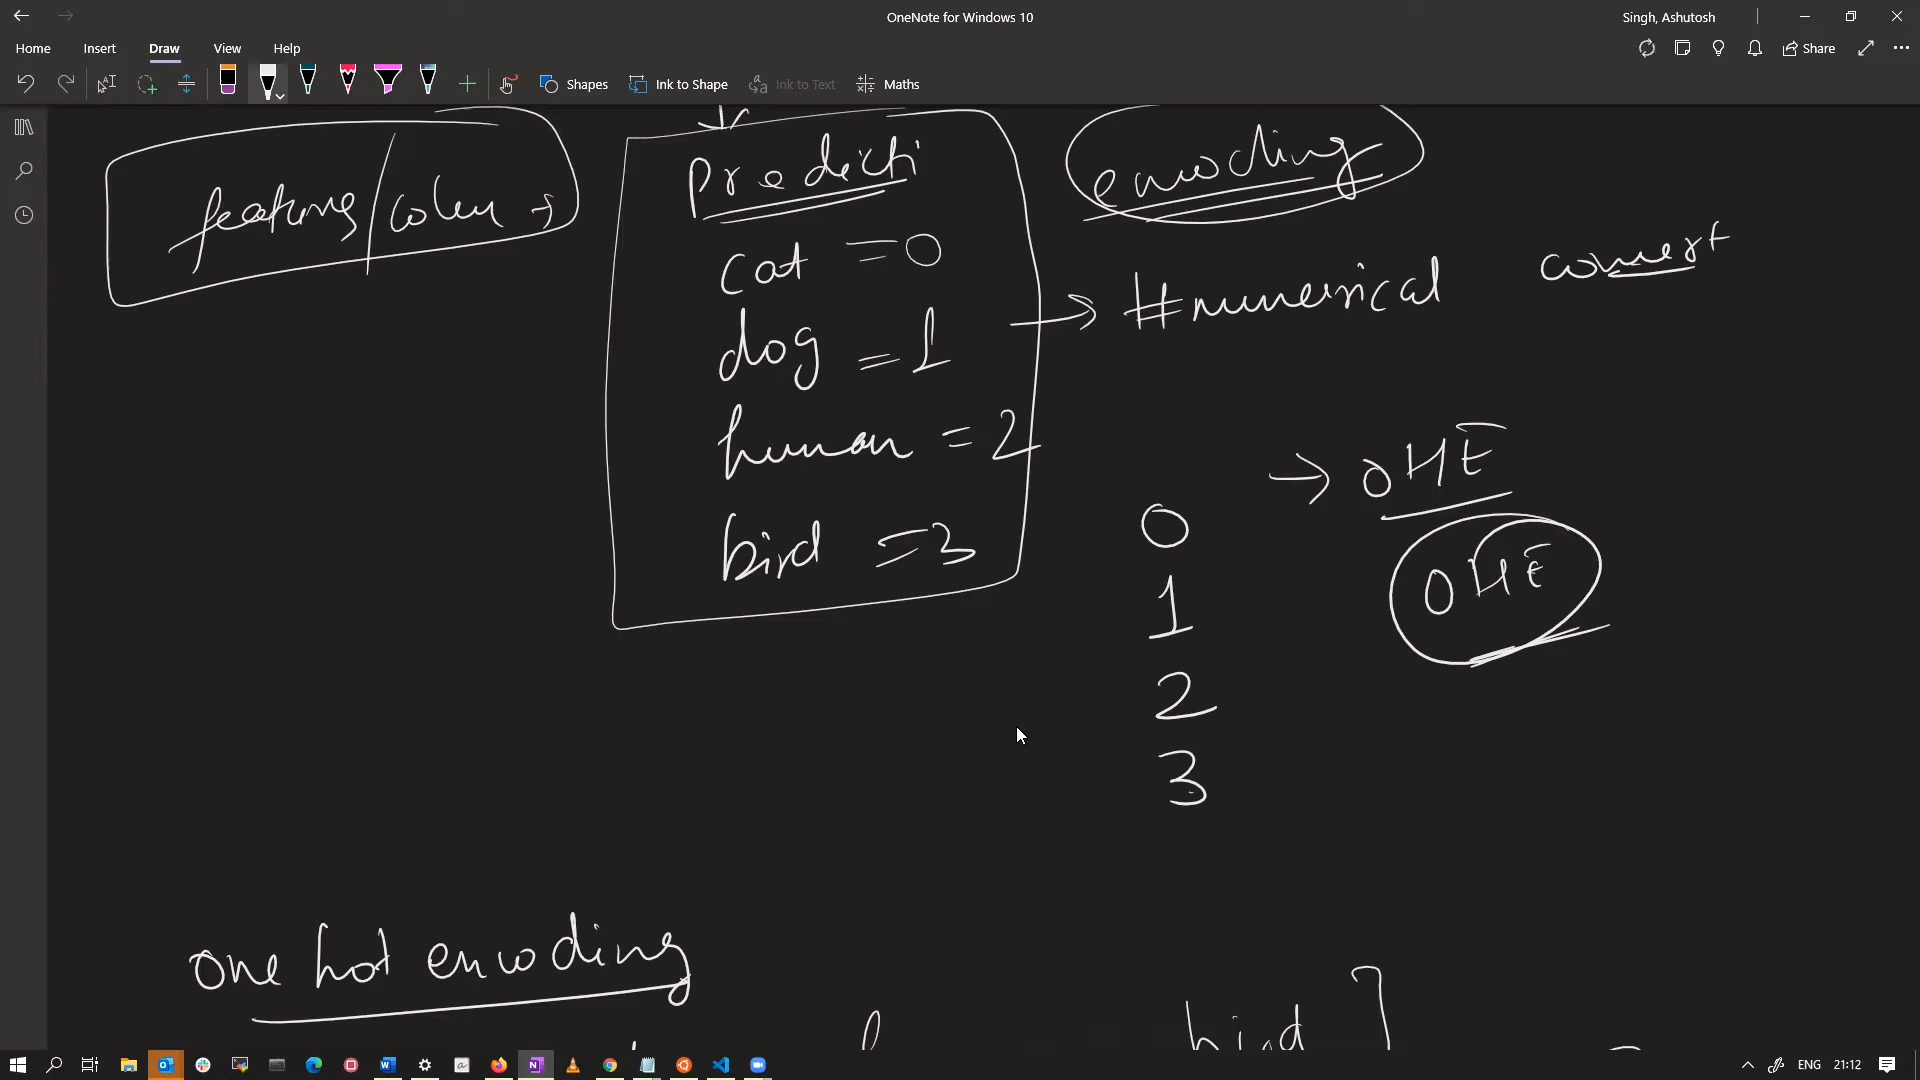 OneNote for Windows 10
Singh, Ashutosh
Home Insert Draw View Help
Share
Shapes
Ink to Shape
Ink to Text
Maths
Predicti
encoding
cat = 0
dog = 1
human = 2
bird = 3
#numerical
convert
→ OHE
OHE
0
1
2
3
one hot encoding
bird ]
ENG
21:12